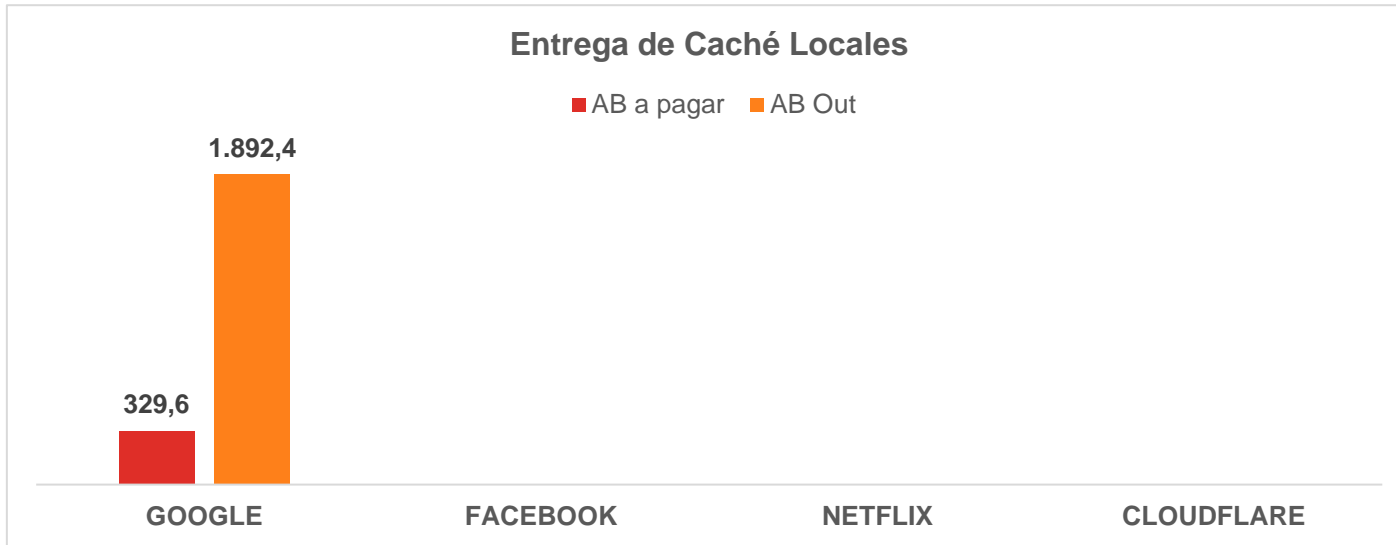 Entrega de Caché Locales
AB a pagar AB Out
1.892,4
329,6
GOOGLE FACEBOOK NETFLIX CLOUDFLARE